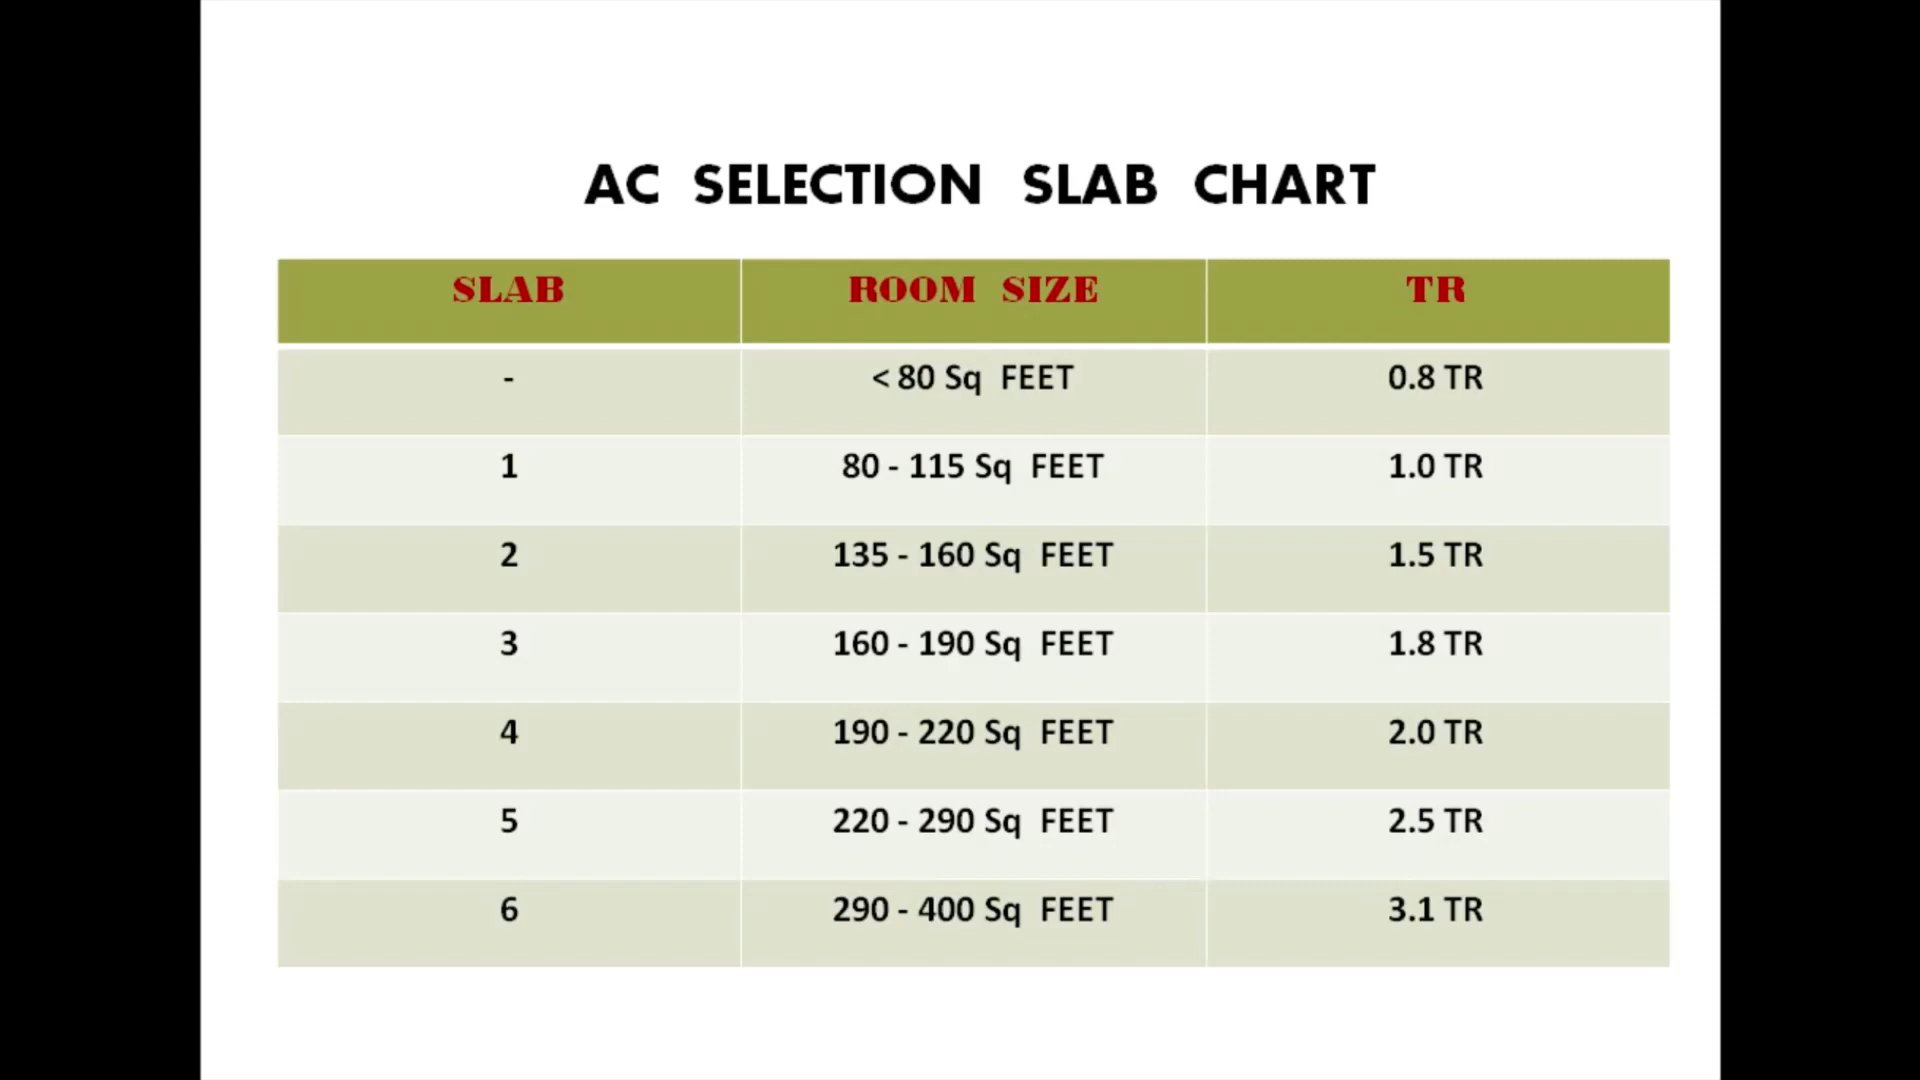 AC SELECTION SLAB CHART
SLAB ROOM SIZE TR
- < 80 Sq FEET 0.8 TR
1 80 - 115 Sq FEET 1.0 TR
2 135 - 160 Sq FEET 1.5 TR
3 160 - 190 Sq FEET 1.8 TR
4 190 - 220 Sq FEET 2.0 TR
5 220 - 290 Sq FEET 2.5 TR
6 290 - 400 Sq FEET 3.1 TR